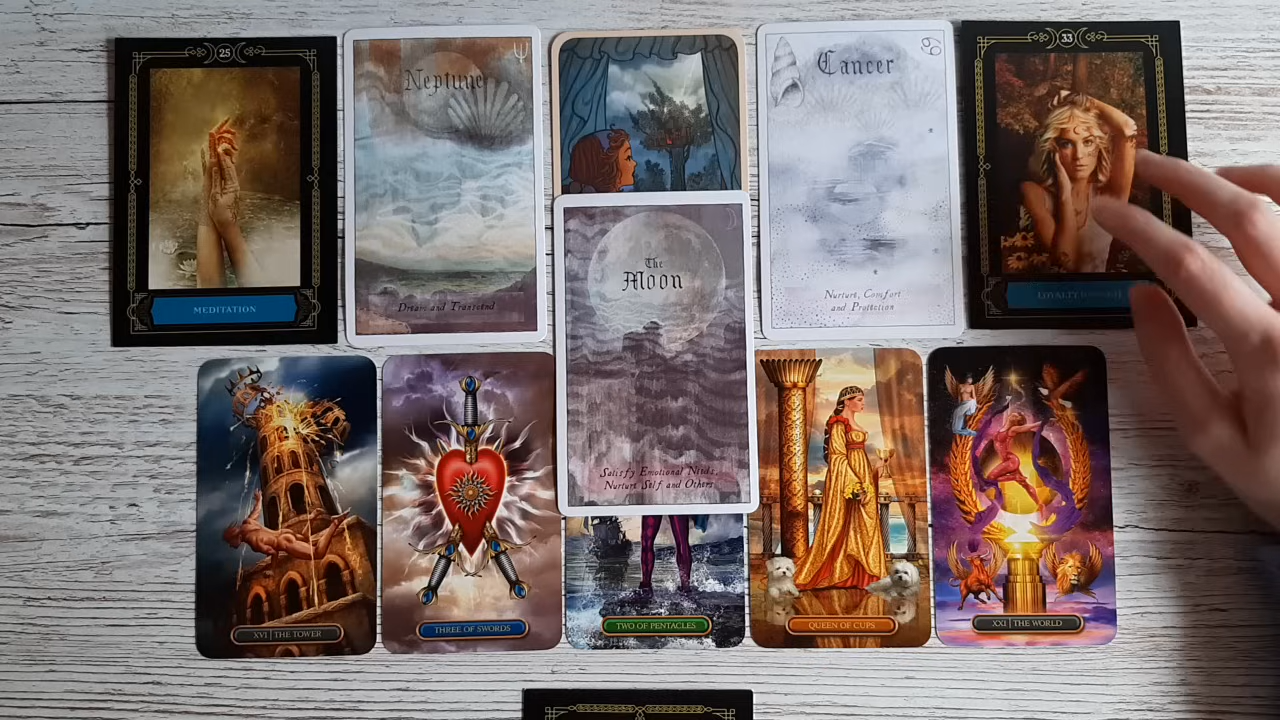 25
MEDITATION
Neptune
Dream and Transcend
Cancer
Nurture, Comfort
and Protection
33
LOYALTY
The
Moon
Satisfy Emotional Needs,
Nurture Self and Others
XVI | THE TOWER
THREE OF SWORDS
TWO OF PENTACLES
QUEEN OF CUPS
XXI | THE WORLD